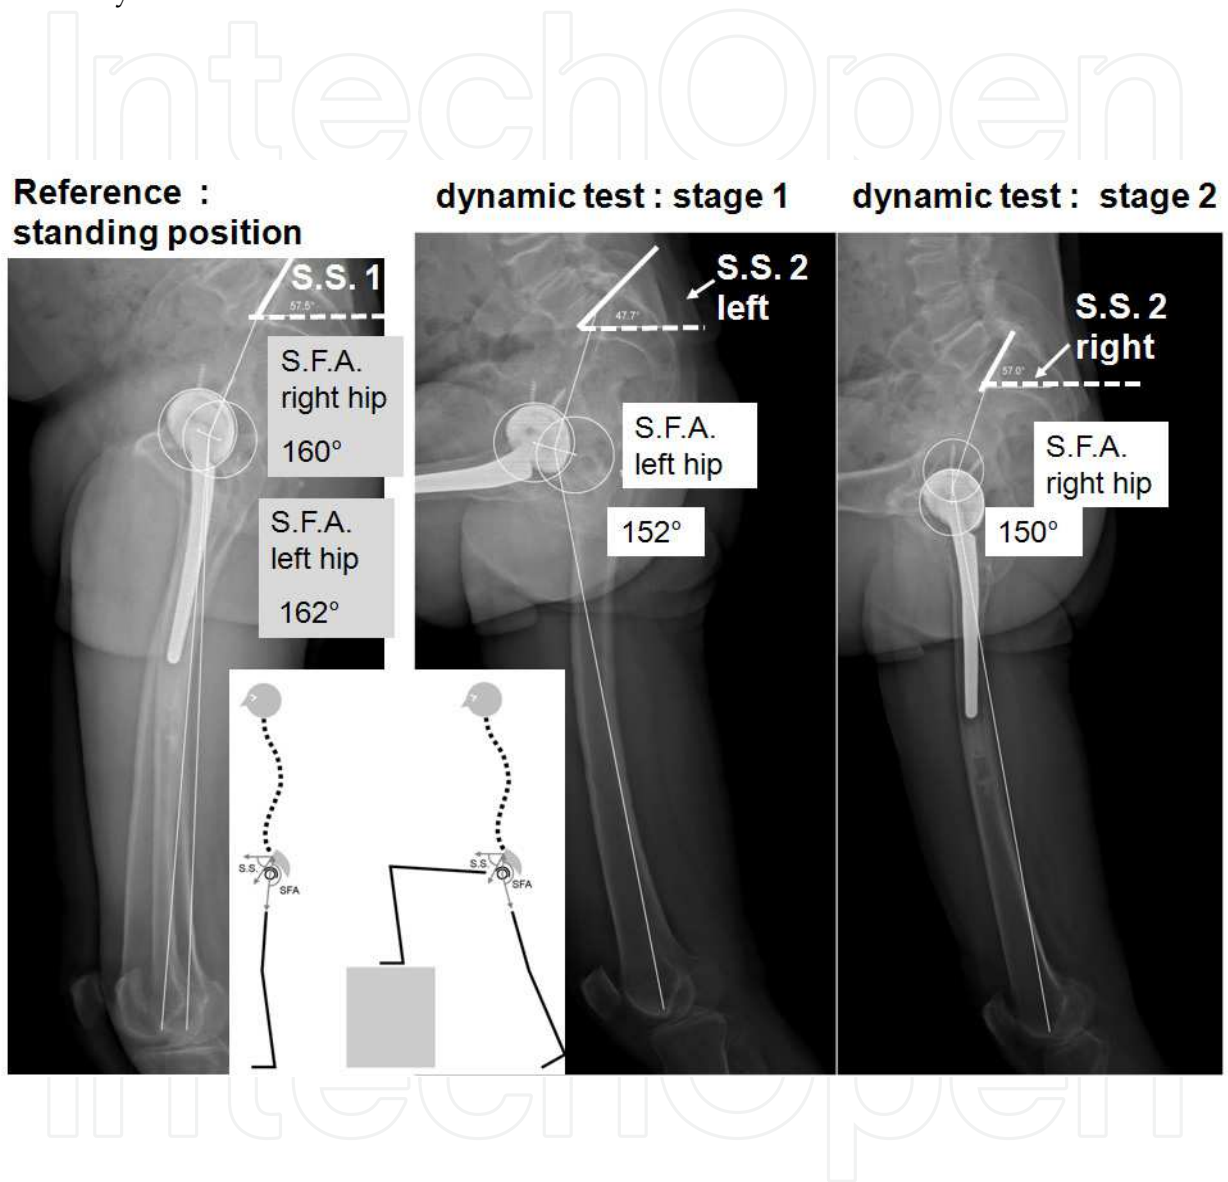 y
IntechOpen
Reference :
standing position
dynamic test : stage 1
dynamic test : stage 2
S.S. 1
57.5°
S.F.A.
right hip
160°
S.F.A.
left hip
162°
S.S. 2
left
47.7°
S.F.A.
left hip
152°
S.S. 2
right
57.0°
S.F.A.
right hip
150°
S.S.
SFA
S.S.
SFA
IntechOpen